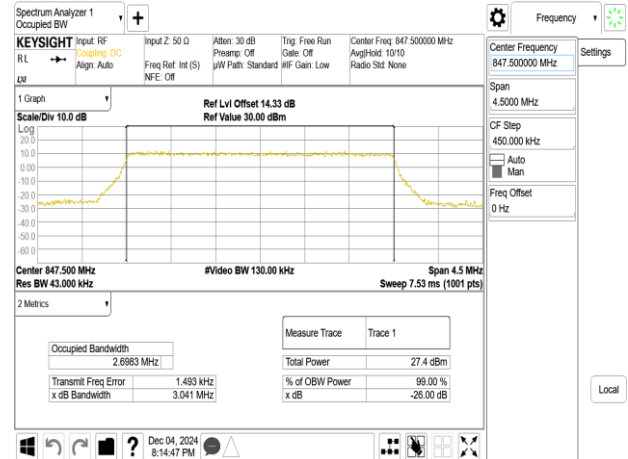 Spectrum Analyzer 1
Occupied BW
Frequency
KEYSIGHT
Input: RF
Input Z: 50 Ω
Atten: 30 dB
Trig: Free Run
Center Freq: 847.500000 MHz
RL
Coupling: DC
Preamp: Off
Gate: Off
Avg|Hold: 10/10
Align: Auto
Freq Ref: Int (S)
µW Path: Standard
#IF Gain: Low
Radio Std: None
NFE: Off
LXI
Center Frequency
847.500000 MHz
Settings
Span
4.5000 MHz
CF Step
450.000 kHz
Auto
Man
Freq Offset
0 Hz
Local
1 Graph
Ref Lvl Offset 14.33 dB
Scale/Div 10.0 dB
Ref Value 30.00 dBm
Log
20.0
10.0
0.00
-10.0
-20.0
-30.0
-40.0
-50.0
-60.0
Center 847.500 MHz
#Video BW 130.00 kHz
Span 4.5 MHz
Res BW 43.000 kHz
Sweep 7.53 ms (1001 pts)
2 Metrics
Measure Trace
Trace 1
Occupied Bandwidth
2.6983 MHz
Total Power
27.4 dBm
Transmit Freq Error
1.493 kHz
% of OBW Power
99.00 %
x dB Bandwidth
3.041 MHz
x dB
-26.00 dB
?
Dec 04, 2024
8:14:47 PM